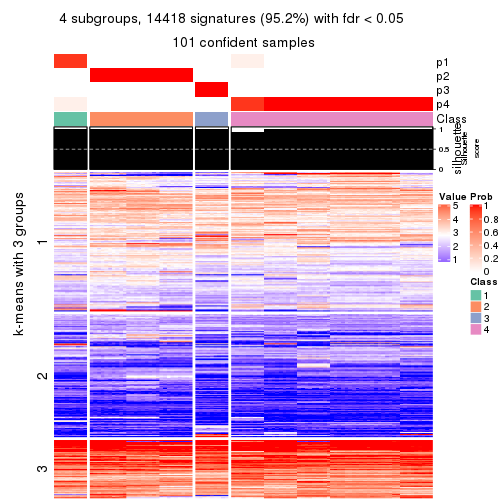 4 subgroups, 14418 signatures (95.2%) with fdr < 0.05
101 confident samples
p1
p2
p3
p4
Class
1
0.5
0
silhouette
Silhouette
score
k-means with 3 groups
1
2
3
Value
5
4
3
2
1
Prob
1
0.8
0.6
0.4
0.2
0
Class
1
2
3
4